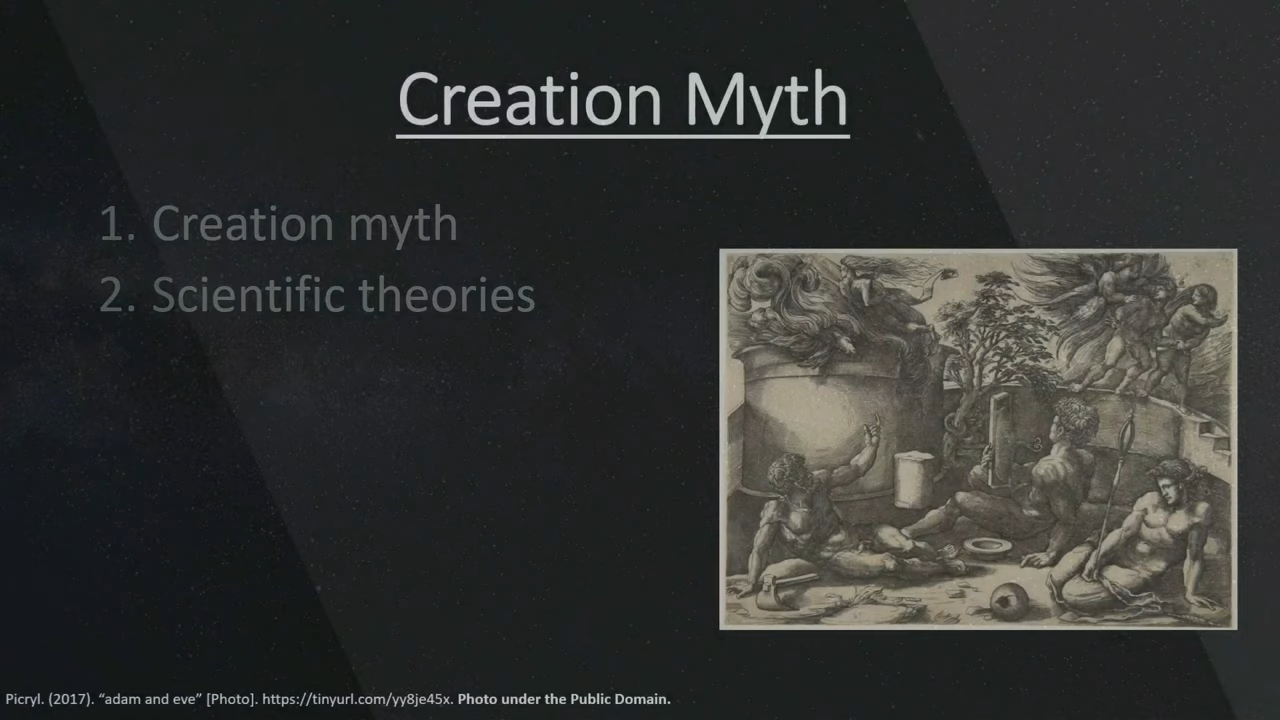 Creation Myth
1. Creation myth
2. Scientific theories
Picryl. (2017). “adam and eve” [Photo]. https://tinyurl.com/yy8je45x. Photo under the Public Domain.